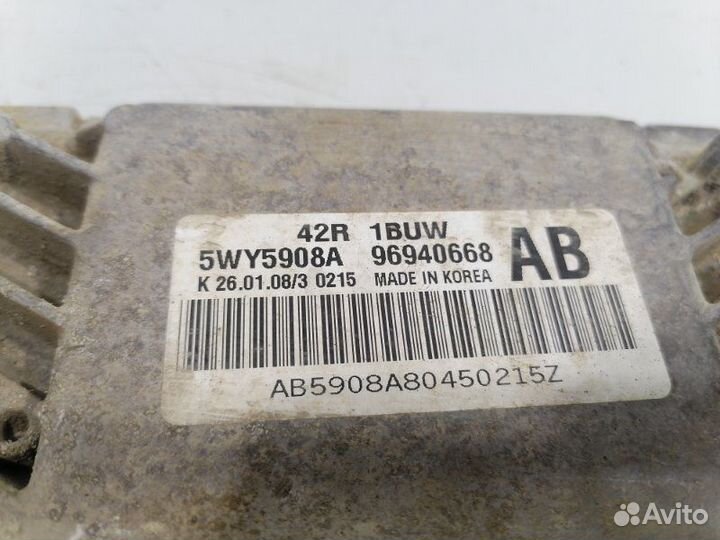 42R 1BUW
5WY5908A 96940668 AB
K 26.01.08/3 0215 MADE IN KOREA
AB5908A80450215Z
Avito